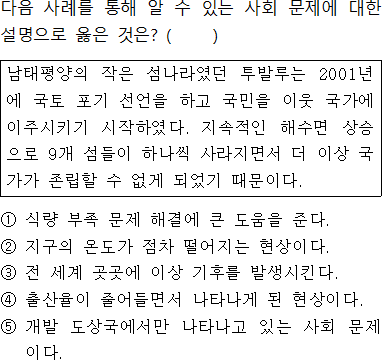 다음 사례를 통해 알 수 있는 사회 문제에 대한
설명으로 옳은 것은? (     )
남태평양의 작은 섬나라였던 투발루는 2001년
에 국토 포기 선언을 하고 국민을 이웃 국가에
이주시키기 시작하였다. 지속적인 해수면 상승
으로 9개 섬들이 하나씩 사라지면서 더 이상 국
가가 존립할 수 없게 되었기 때문이다.
① 식량 부족 문제 해결에 큰 도움을 준다.
② 지구의 온도가 점차 떨어지는 현상이다.
③ 전 세계 곳곳에 이상 기후를 발생시킨다.
④ 출산율이 줄어들면서 나타나게 된 현상이다.
⑤ 개발 도상국에서만 나타나고 있는 사회 문제
이다.